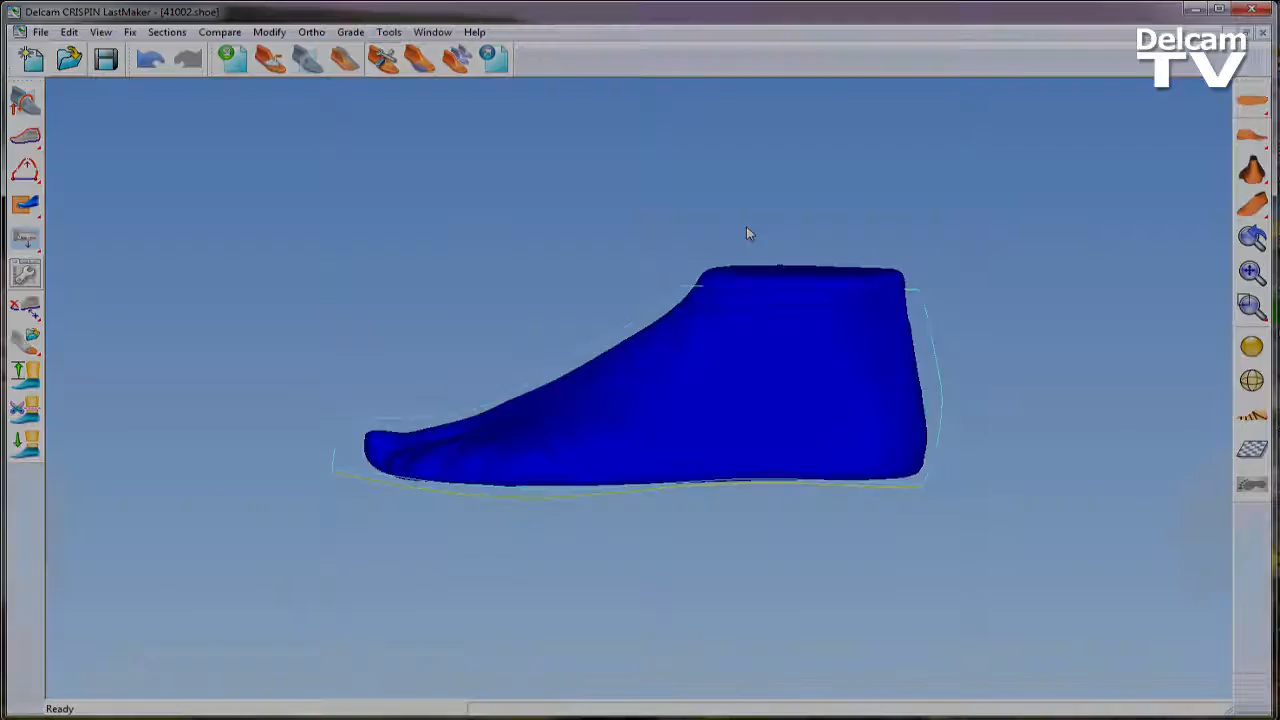 Delcam CRISPIN LastMaker - [41002.shoe]
File Edit View Fix Sections Compare Modify Ortho Grade Tools Window Help
Delcam
TV
Ready